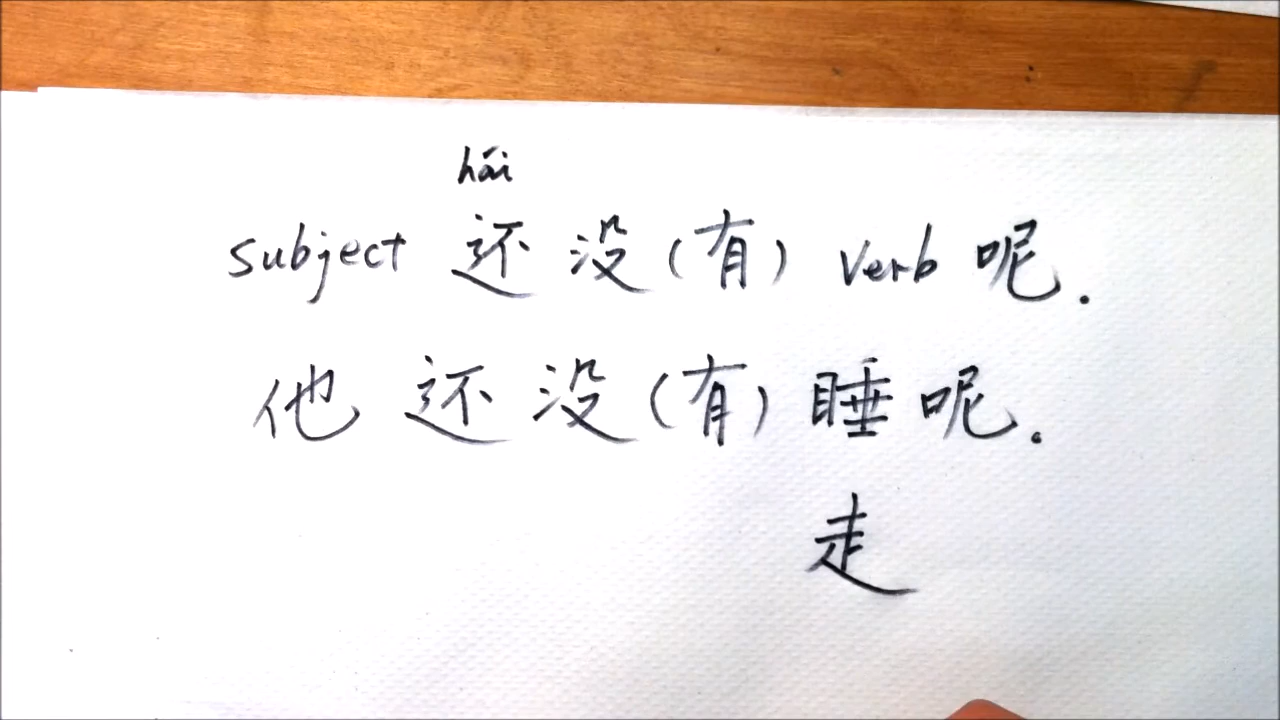 hái
subject 还 没 (有) verb 呢.
他 还 没 (有) 睡 呢.
走